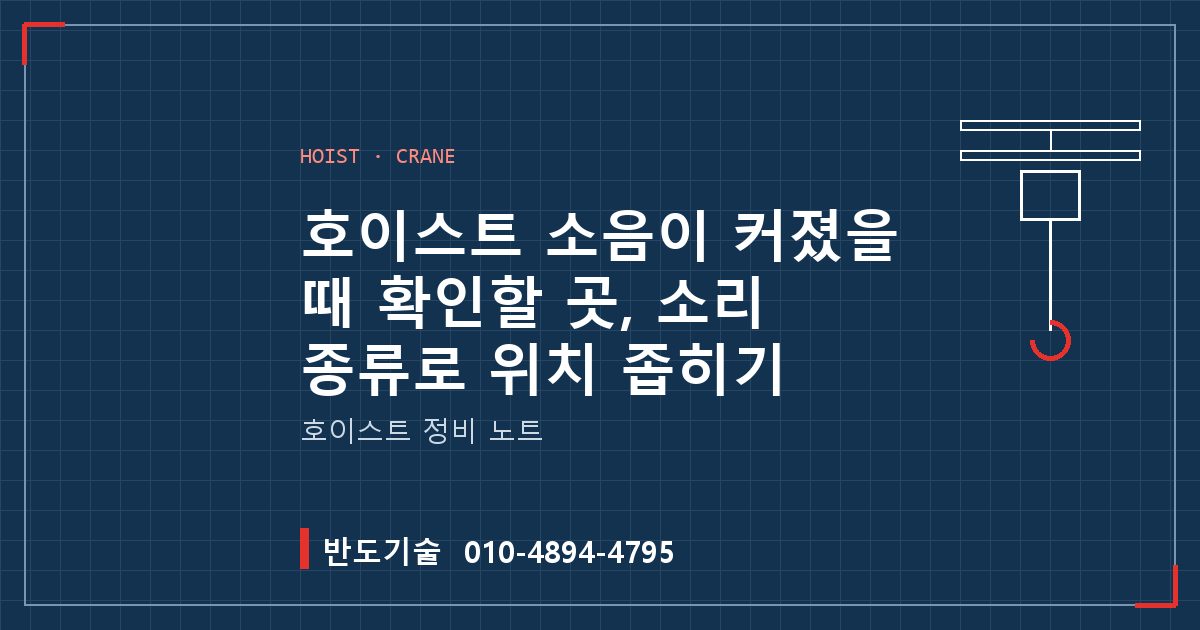 HOIST · CRANE
호이스트 소음이 커졌을
때 확인할 곳, 소리
종류로 위치 좁히기
호이스트 정비 노트
반도기술 010-4894-4795